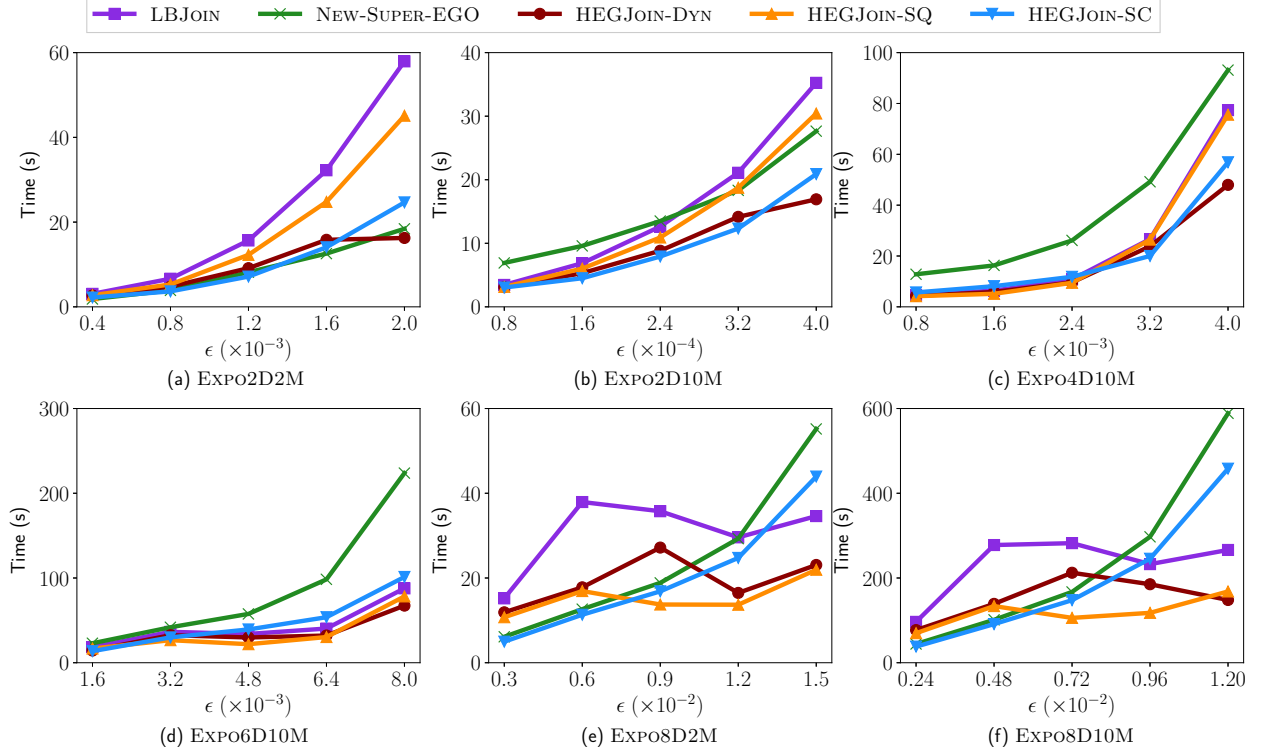 LBJOIN NEW-SUPER-EGO HEGJOIN-DYN HEGJOIN-SQ HEGJOIN-SC
60
40
20
0
Time (s)
0.4 0.8 1.2 1.6 2.0
ϵ (×10⁻³)
(a) EXPO2D2M
40
30
20
10
0
Time (s)
0.8 1.6 2.4 3.2 4.0
ϵ (×10⁻⁴)
(b) EXPO2D10M
100
80
60
40
20
0
Time (s)
0.8 1.6 2.4 3.2 4.0
ϵ (×10⁻³)
(c) EXPO4D10M
300
200
100
0
Time (s)
1.6 3.2 4.8 6.4 8.0
ϵ (×10⁻³)
(d) EXPO6D10M
60
40
20
0
Time (s)
0.3 0.6 0.9 1.2 1.5
ϵ (×10⁻²)
(e) EXPO8D2M
600
400
200
0
Time (s)
0.24 0.48 0.72 0.96 1.20
ϵ (×10⁻²)
(f) EXPO8D10M